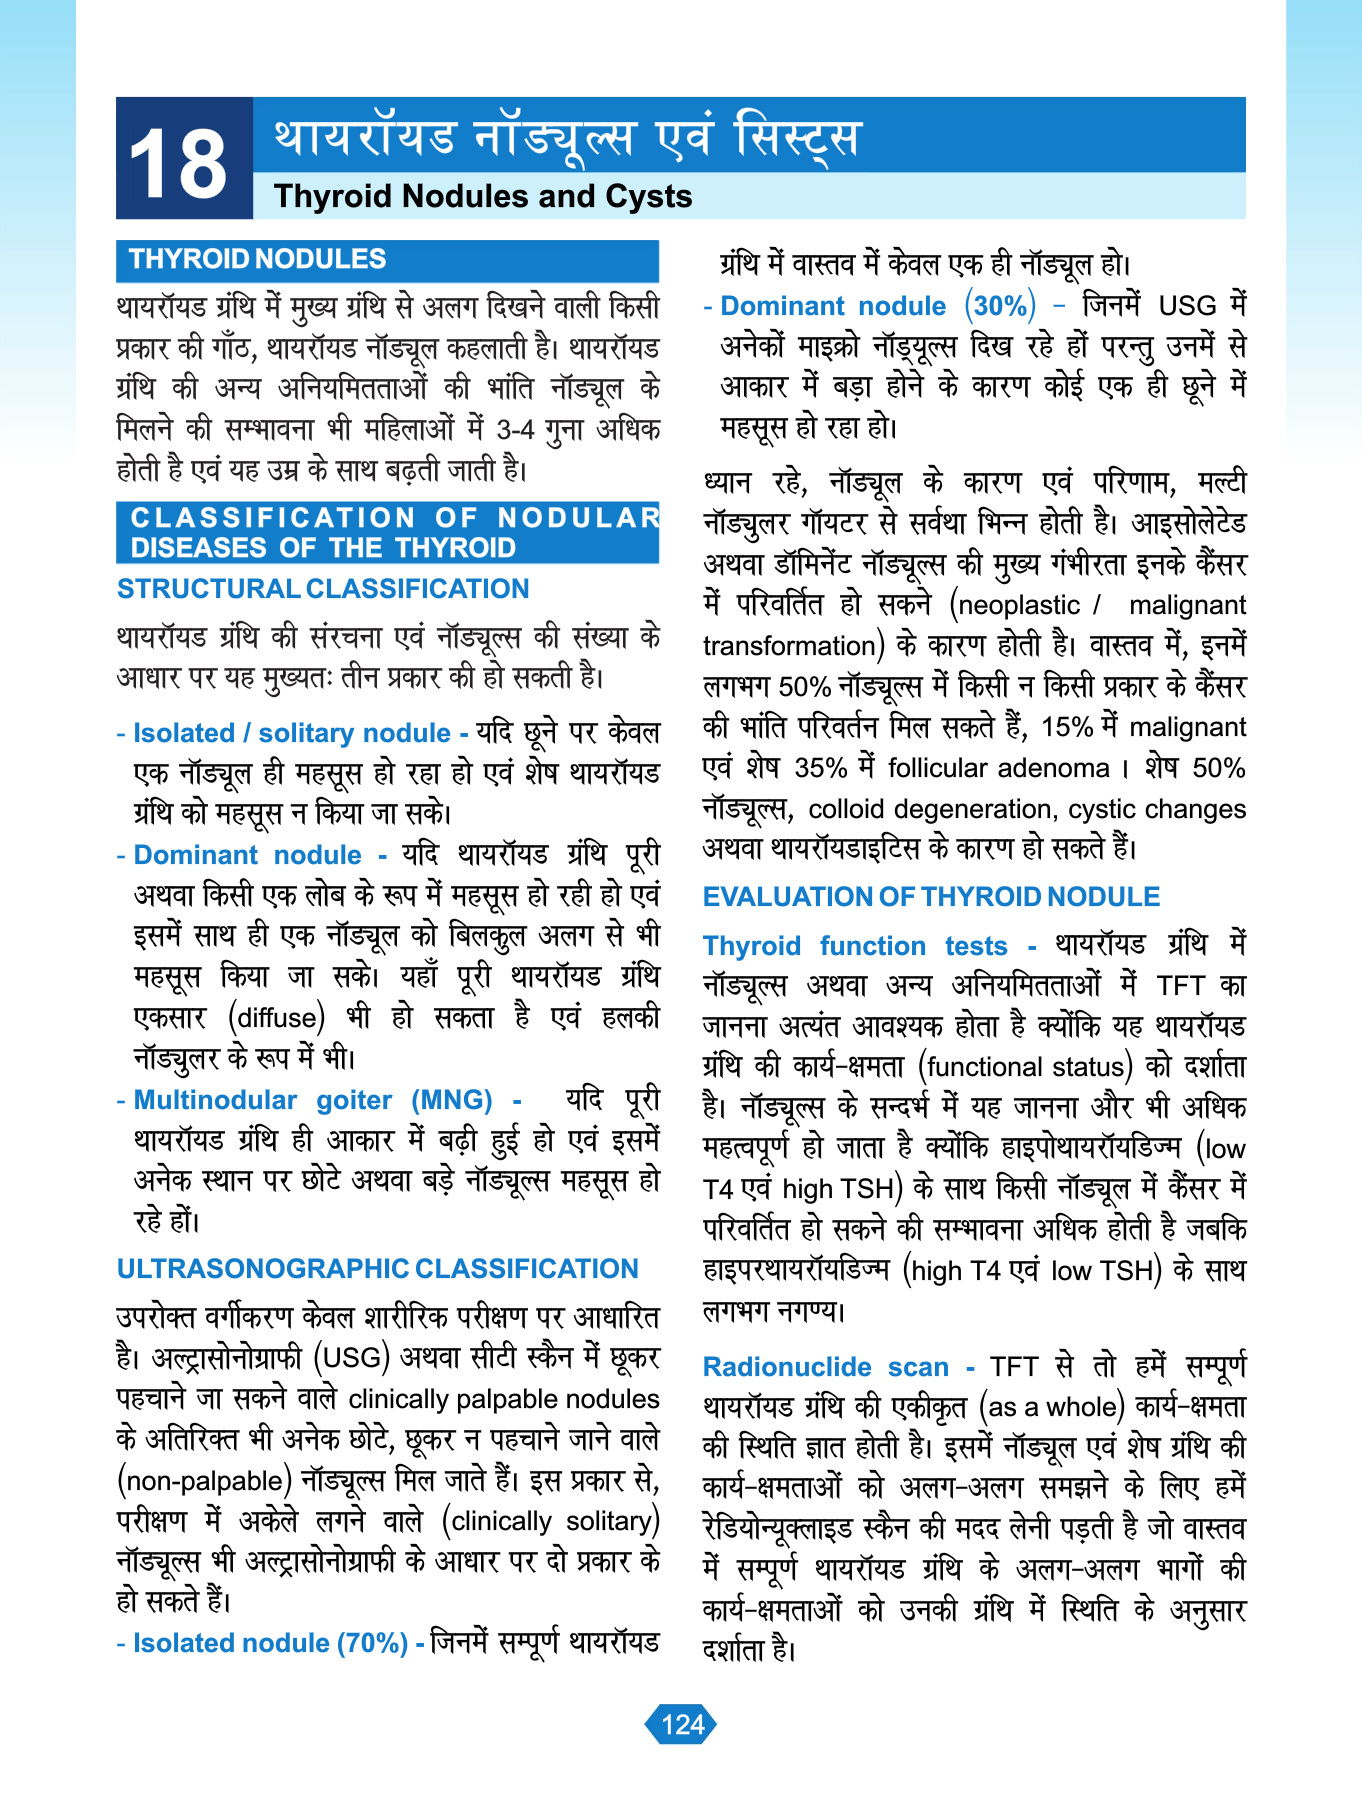 18
थायरॉयड नॉड्यूल्स एवं सिस्ट्स
Thyroid Nodules and Cysts
THYROID NODULES
थायरॉयड ग्रंथि में मुख्य ग्रंथि से अलग दिखने वाली किसी
प्रकार की गाँठ, थायरॉयड नॉड्यूल कहलाती है। थायरॉयड
ग्रंथि की अन्य अनियमितताओं की भांति नॉड्यूल के
मिलने की सम्भावना भी महिलाओं में 3-4 गुना अधिक
होती है एवं यह उम्र के साथ बढ़ती जाती है।
CLASSIFICATION OF NODULAR
DISEASES OF THE THYROID
STRUCTURAL CLASSIFICATION
थायरॉयड ग्रंथि की संरचना एवं नॉड्यूल्स की संख्या के
आधार पर यह मुख्यतः तीन प्रकार की हो सकती है।
- Isolated / solitary nodule - यदि छूने पर केवल
एक नॉड्यूल ही महसूस हो रहा हो एवं शेष थायरॉयड
ग्रंथि को महसूस न किया जा सके।
- Dominant nodule - यदि थायरॉयड ग्रंथि पूरी
अथवा किसी एक लोब के रूप में महसूस हो रही हो एवं
इसमें साथ ही एक नॉड्यूल को बिलकुल अलग से भी
महसूस किया जा सके। यहाँ पूरी थायरॉयड ग्रंथि
एकसार (diffuse) भी हो सकता है एवं हलकी
नॉड्युलर के रूप में भी।
- Multinodular goiter (MNG) - यदि पूरी
थायरॉयड ग्रंथि ही आकार में बढ़ी हुई हो एवं इसमें
अनेक स्थान पर छोटे अथवा बड़े नॉड्यूल्स महसूस हो
रहे हों।
ULTRASONOGRAPHIC CLASSIFICATION
उपरोक्त वर्गीकरण केवल शारीरिक परीक्षण पर आधारित
है। अल्ट्रासोनोग्राफी (USG) अथवा सीटी स्कैन में छूकर
पहचाने जा सकने वाले clinically palpable nodules
के अतिरिक्त भी अनेक छोटे, छूकर न पहचाने जाने वाले
(non-palpable) नॉड्यूल्स मिल जाते हैं। इस प्रकार से,
परीक्षण में अकेले लगने वाले (clinically solitary)
नॉड्यूल्स भी अल्ट्रासोनोग्राफी के आधार पर दो प्रकार के
हो सकते हैं।
- Isolated nodule (70%) - जिनमें सम्पूर्ण थायरॉयड
ग्रंथि में वास्तव में केवल एक ही नॉड्यूल हो।
- Dominant nodule (30%) – जिनमें USG में
अनेकों माइक्रो नॉड्यूल्स दिख रहे हों परन्तु उनमें से
आकार में बड़ा होने के कारण कोई एक ही छूने में
महसूस हो रहा हो।
ध्यान रहे, नॉड्यूल के कारण एवं परिणाम, मल्टी
नॉड्युलर गॉयटर से सर्वथा भिन्न होती है। आइसोलेटेड
अथवा डॉमिनेंट नॉड्यूल्स की मुख्य गंभीरता इनके कैंसर
में परिवर्तित हो सकने (neoplastic / malignant
transformation) के कारण होती है। वास्तव में, इनमें
लगभग 50% नॉड्यूल्स में किसी न किसी प्रकार के कैंसर
की भांति परिवर्तन मिल सकते हैं, 15% में malignant
एवं शेष 35% में follicular adenoma । शेष 50%
नॉड्यूल्स, colloid degeneration, cystic changes
अथवा थायरॉयडाइटिस के कारण हो सकते हैं।
EVALUATION OF THYROID NODULE
Thyroid function tests - थायरॉयड ग्रंथि में
नॉड्यूल्स अथवा अन्य अनियमितताओं में TFT का
जानना अत्यंत आवश्यक होता है क्योंकि यह थायरॉयड
ग्रंथि की कार्य-क्षमता (functional status) को दर्शाता
है। नॉड्यूल्स के सन्दर्भ में यह जानना और भी अधिक
महत्वपूर्ण हो जाता है क्योंकि हाइपोथायरॉयडिज्म (low
T4 एवं high TSH) के साथ किसी नॉड्यूल में कैंसर में
परिवर्तित हो सकने की सम्भावना अधिक होती है जबकि
हाइपरथायरॉयडिज्म (high T4 एवं low TSH) के साथ
लगभग नगण्य।
Radionuclide scan - TFT से तो हमें सम्पूर्ण
थायरॉयड ग्रंथि की एकीकृत (as a whole) कार्य-क्षमता
की स्थिति ज्ञात होती है। इसमें नॉड्यूल एवं शेष ग्रंथि की
कार्य-क्षमताओं को अलग-अलग समझने के लिए हमें
रेडियोन्यूक्लाइड स्कैन की मदद लेनी पड़ती है जो वास्तव
में सम्पूर्ण थायरॉयड ग्रंथि के अलग-अलग भागों की
कार्य-क्षमताओं को उनकी ग्रंथि में स्थिति के अनुसार
दर्शाता है।
124